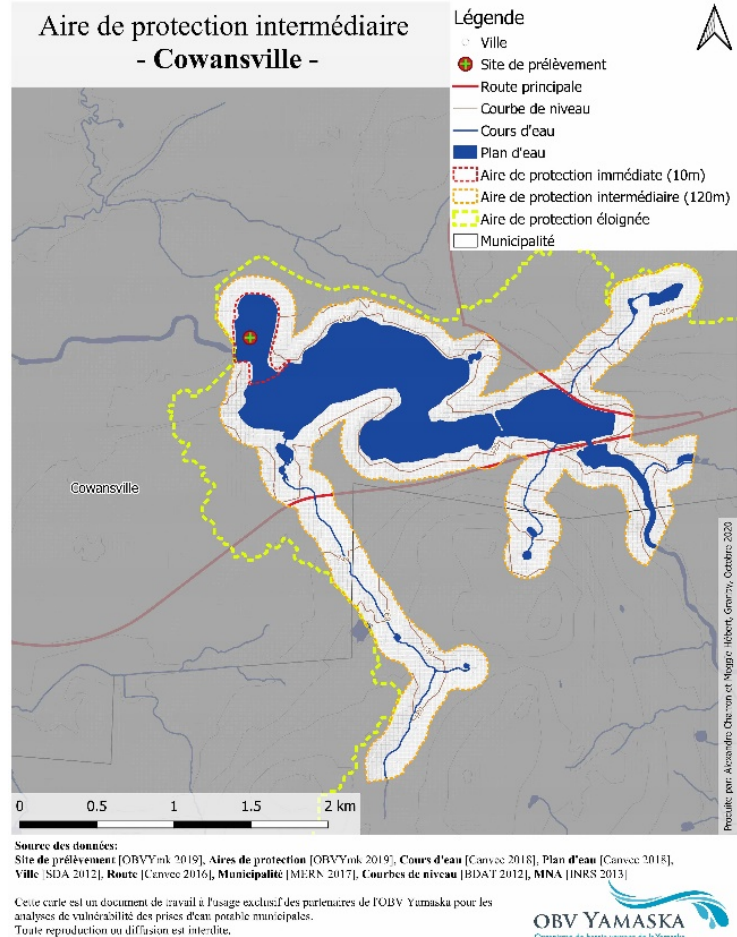 Aire de protection intermédiaire
- Cowansville -
Légende
Ville
Site de prélèvement
Route principale
Courbe de niveau
Cours d'eau
Plan d'eau
Aire de protection immédiate (10m)
Aire de protection intermédiaire (120m)
Aire de protection éloignée
Municipalité
Cowansville
0 0.5 1 1.5 2 km
Produite par: Alexandra Charron et Maggie Hébert, Granby, Octobre 2020
Source des données:
Site de prélèvement [OBVYmk 2019], Aires de protection [OBVYmk 2019], Cours d'eau [Canvec 2018], Plan d'eau [Canvec 2018],
Ville [SDA 2012], Route [Canvec 2016], Municipalité [MERN 2017], Courbes de niveau [BDAT 2012], MNA [INRS 2013]
Cette carte est un document de travail à l'usage exclusif des partenaires de l'OBV Yamaska pour les
analyses de vulnérabilité des prises d'eau potable municipales.
Toute reproduction ou diffusion est interdite.
OBV YAMASKA